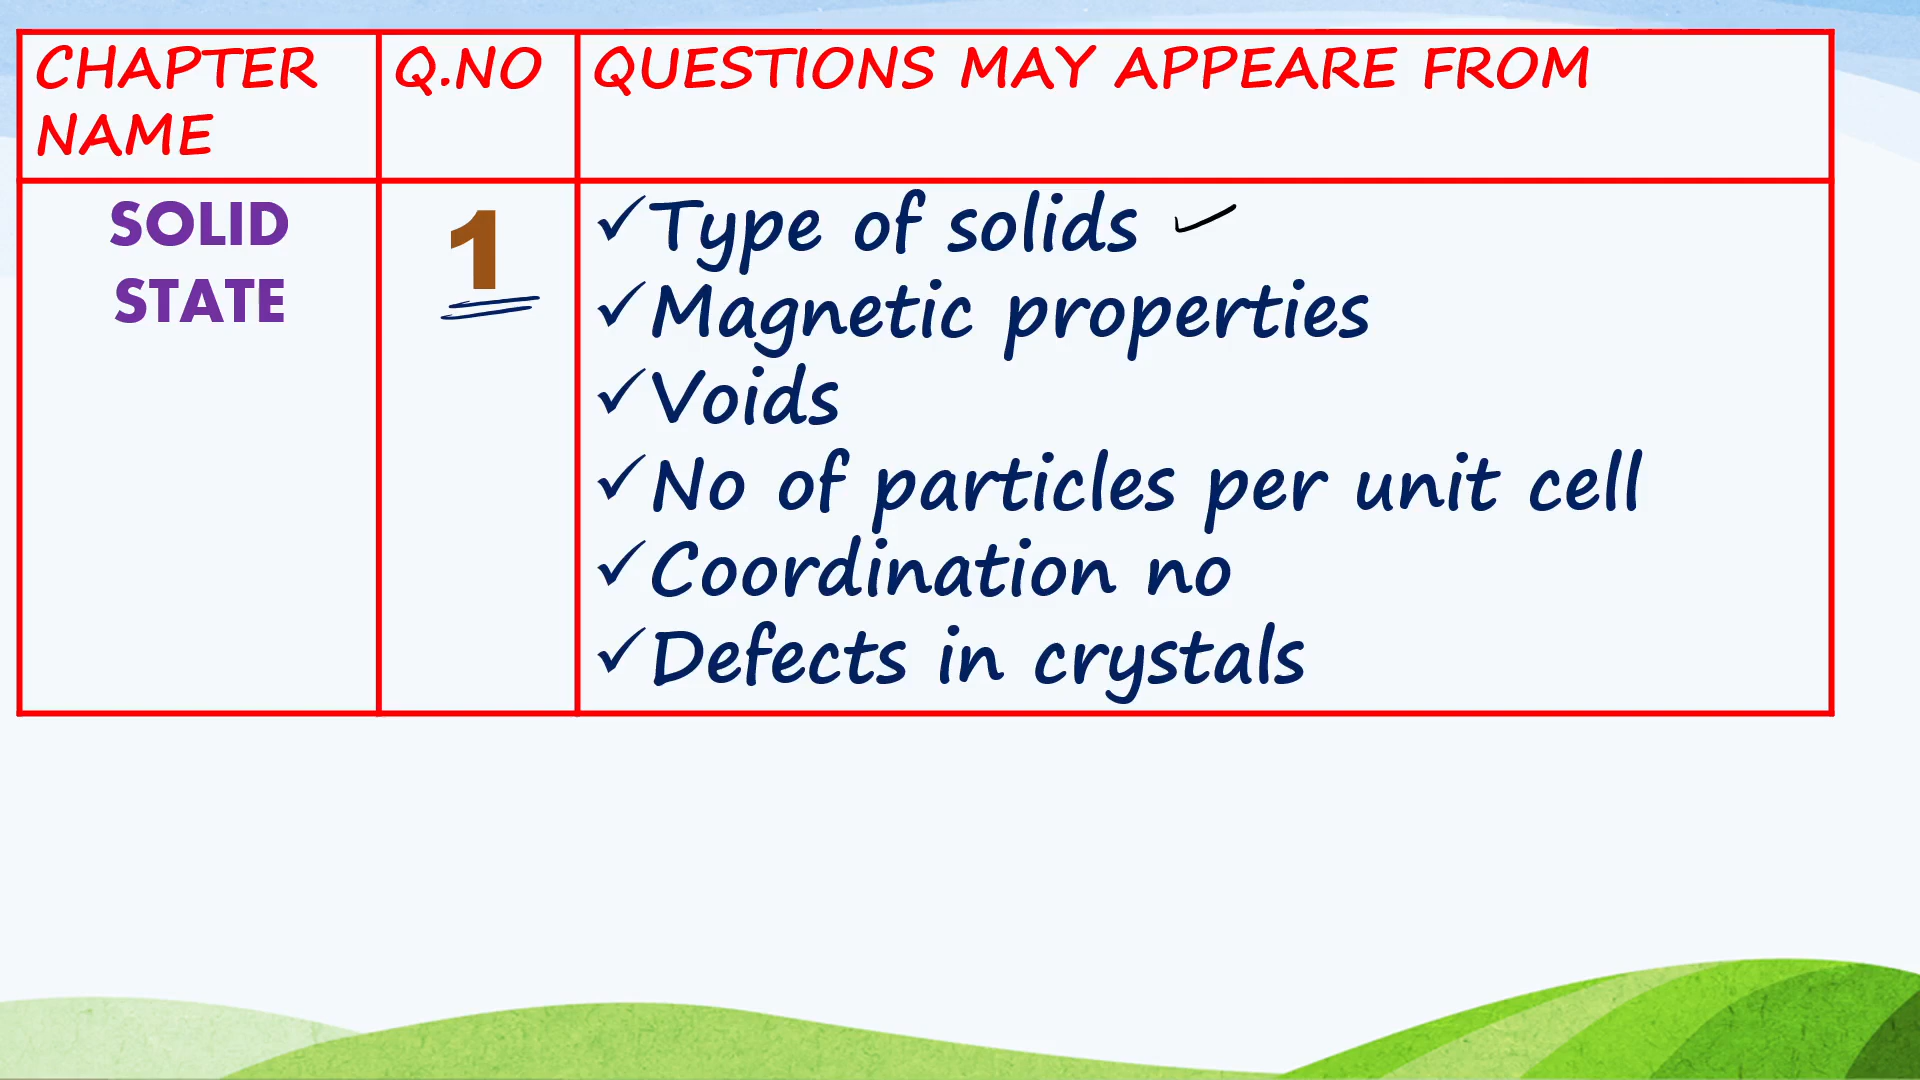 CHAPTER NAME
Q.NO
QUESTIONS MAY APPEARE FROM
SOLID
STATE
1
✓Type of solids ✓
✓Magnetic properties
✓Voids
✓No of particles per unit cell
✓Coordination no
✓Defects in crystals